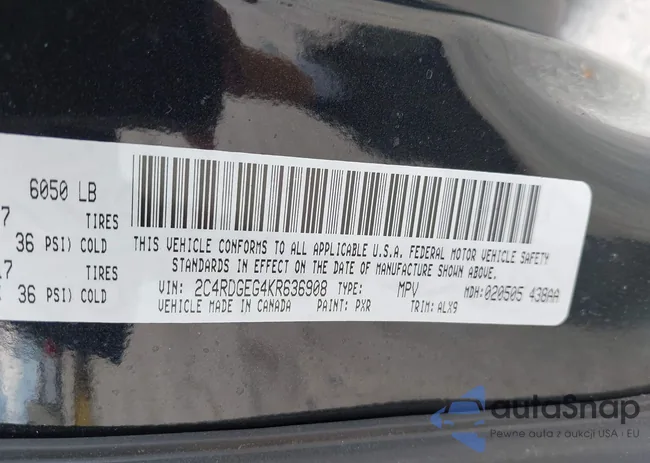 6050 LB
7 TIRES
36 PSI) COLD
17 TIRES
36 PSI) COLD
THIS VEHICLE CONFORMS TO ALL APPLICABLE U.S.A. FEDERAL MOTOR VEHICLE SAFETY
STANDARDS IN EFFECT ON THE DATE OF MANUFACTURE SHOWN ABOVE.
VIN: 2C4RDGEG4KR636908 TYPE: MPV MDH:020505 438AA
VEHICLE MADE IN CANADA PAINT: PXR TRIM: ALX9
autoSnap
Pewne auta z aukcji USA · EU